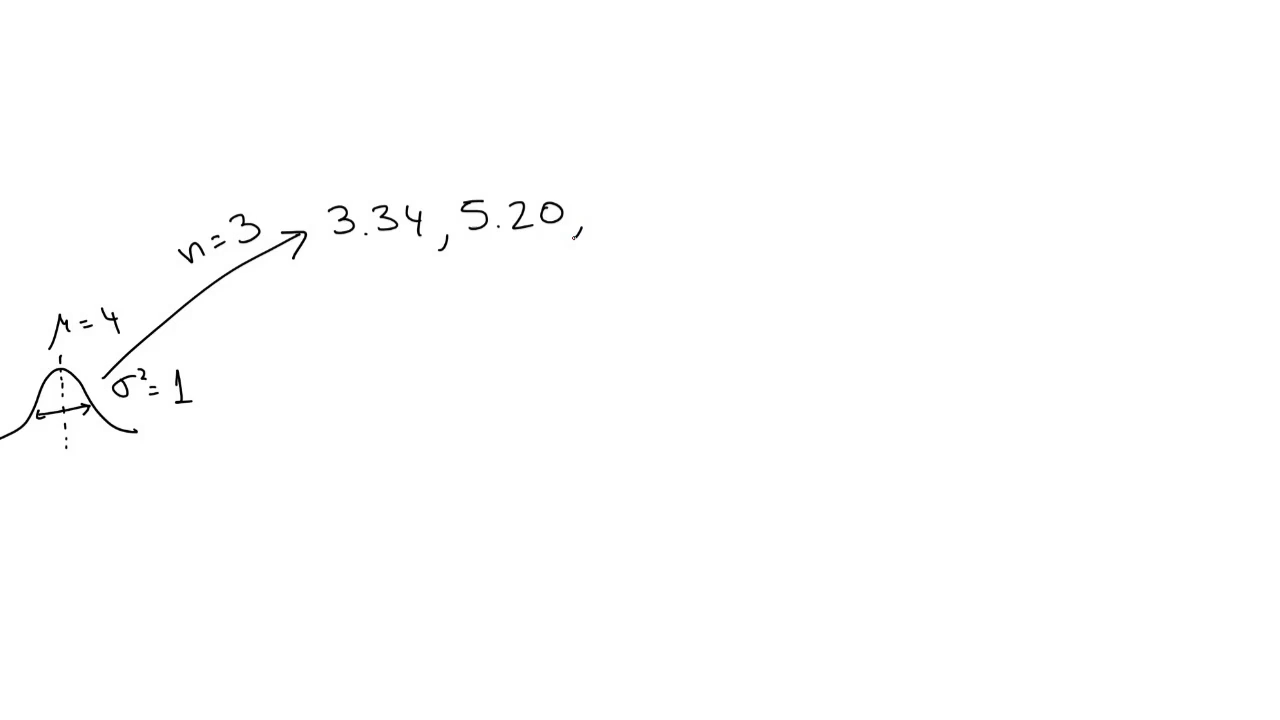 n=3
3.34, 5.20,
μ=4
σ²=1